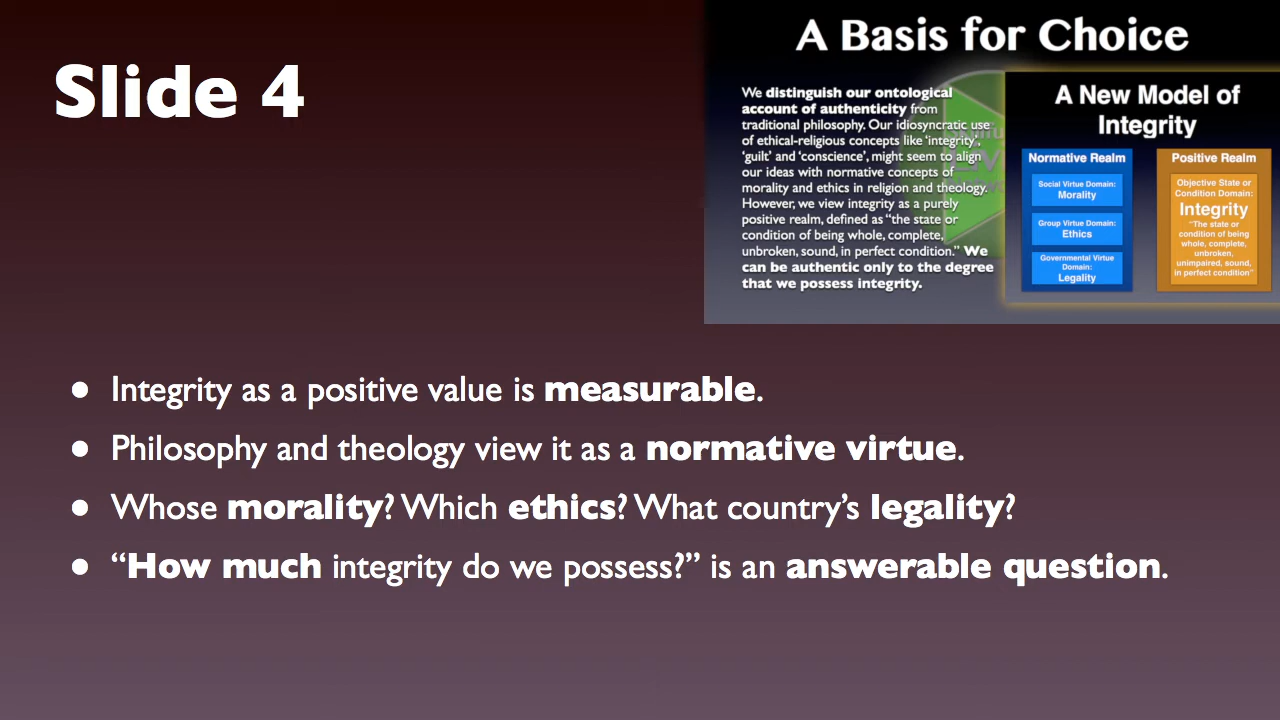 Slide 4
A Basis for Choice
We distinguish our ontological
account of authenticity from
traditional philosophy. Our idiosyncratic use
of ethical-religious concepts like ‘integrity’,
‘guilt’ and ‘conscience’, might seem to align
our ideas with normative concepts of
morality and ethics in religion and theology.
However, we view integrity as a purely
positive realm, defined as “the state or
condition of being whole, complete,
unbroken, sound, in perfect condition.” We
can be authentic only to the degree
that we possess integrity.
A New Model of
Integrity
Normative Realm
Social Virtue Domain:
Morality
Group Virtue Domain:
Ethics
Governmental Virtue
Domain:
Legality
Positive Realm
Objective State or
Condition Domain:
Integrity
“The state or
condition of being
whole, complete,
unbroken,
unimpaired, sound,
in perfect condition”
● Integrity as a positive value is measurable.
● Philosophy and theology view it as a normative virtue.
● Whose morality? Which ethics? What country’s legality?
● “How much integrity do we possess?” is an answerable question.